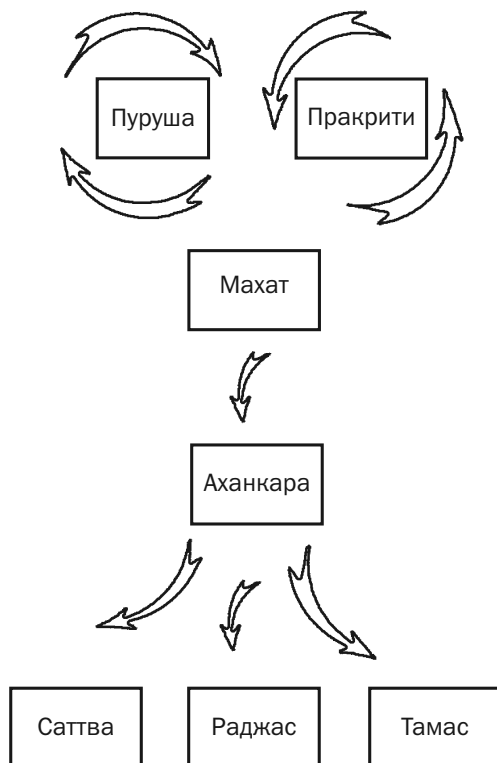 Пуруша
Пракрити
Махат
Аханкара
Саттва
Раджас
Тамас